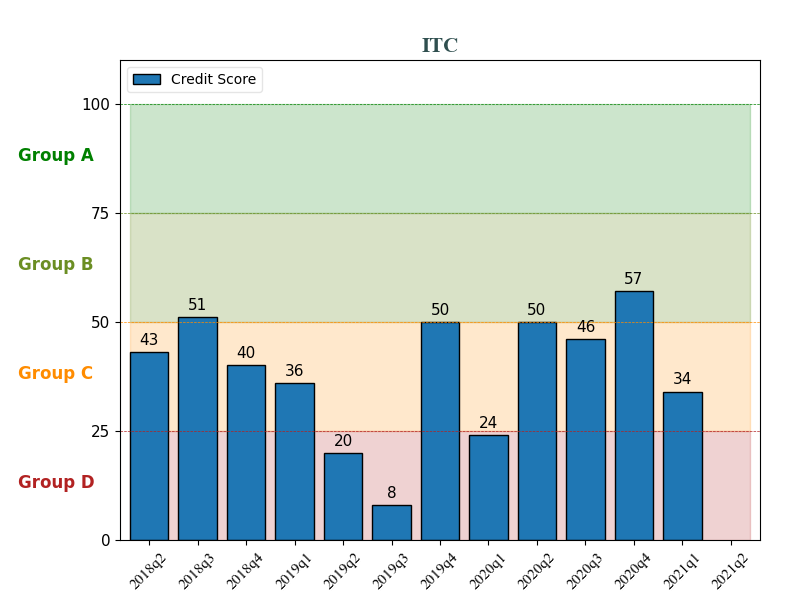 ITC
Credit Score
100
Group A
75
Group B
50
Group C
25
Group D
0
43
51
40
36
20
8
50
24
50
46
57
34
2018q2
2018q3
2018q4
2019q1
2019q2
2019q3
2019q4
2020q1
2020q2
2020q3
2020q4
2021q1
2021q2